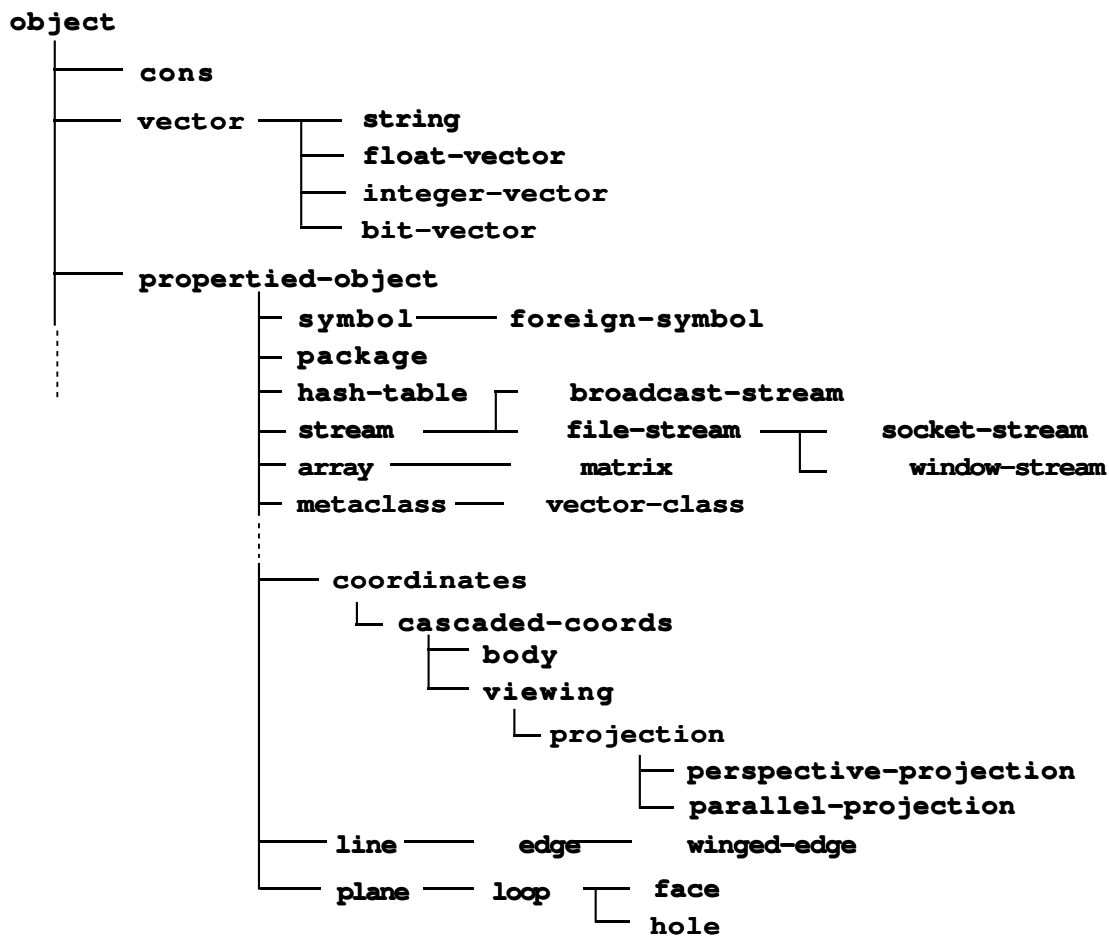 object
cons
vector string
float-vector
integer-vector
bit-vector
propertied-object
symbol foreign-symbol
package
hash-table broadcast-stream
stream file-stream socket-stream
array matrix window-stream
metaclass vector-class
coordinates
cascaded-coords
body
viewing
projection
perspective-projection
parallel-projection
line edge winged-edge
plane loop face
hole